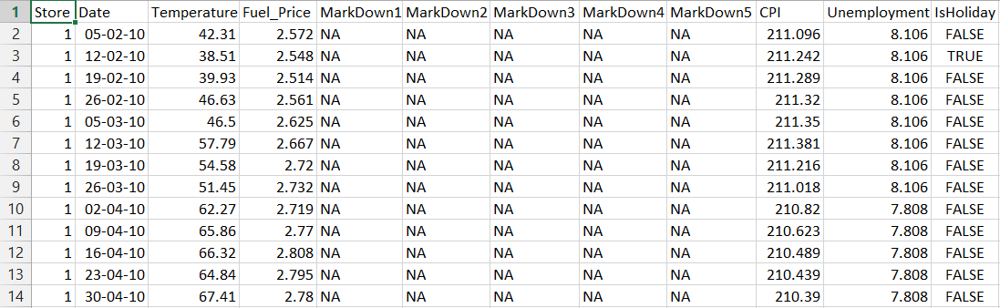 1 Store Date Temperature Fuel_Price MarkDown1 MarkDown2 MarkDown3 MarkDown4 MarkDown5 CPI Unemployment IsHoliday
2 1 05-02-10 42.31 2.572 NA NA NA NA NA 211.096 8.106 FALSE
3 1 12-02-10 38.51 2.548 NA NA NA NA NA 211.242 8.106 TRUE
4 1 19-02-10 39.93 2.514 NA NA NA NA NA 211.289 8.106 FALSE
5 1 26-02-10 46.63 2.561 NA NA NA NA NA 211.32 8.106 FALSE
6 1 05-03-10 46.5 2.625 NA NA NA NA NA 211.35 8.106 FALSE
7 1 12-03-10 57.79 2.667 NA NA NA NA NA 211.381 8.106 FALSE
8 1 19-03-10 54.58 2.72 NA NA NA NA NA 211.216 8.106 FALSE
9 1 26-03-10 51.45 2.732 NA NA NA NA NA 211.018 8.106 FALSE
10 1 02-04-10 62.27 2.719 NA NA NA NA NA 210.82 7.808 FALSE
11 1 09-04-10 65.86 2.77 NA NA NA NA NA 210.623 7.808 FALSE
12 1 16-04-10 66.32 2.808 NA NA NA NA NA 210.489 7.808 FALSE
13 1 23-04-10 64.84 2.795 NA NA NA NA NA 210.439 7.808 FALSE
14 1 30-04-10 67.41 2.78 NA NA NA NA NA 210.39 7.808 FALSE